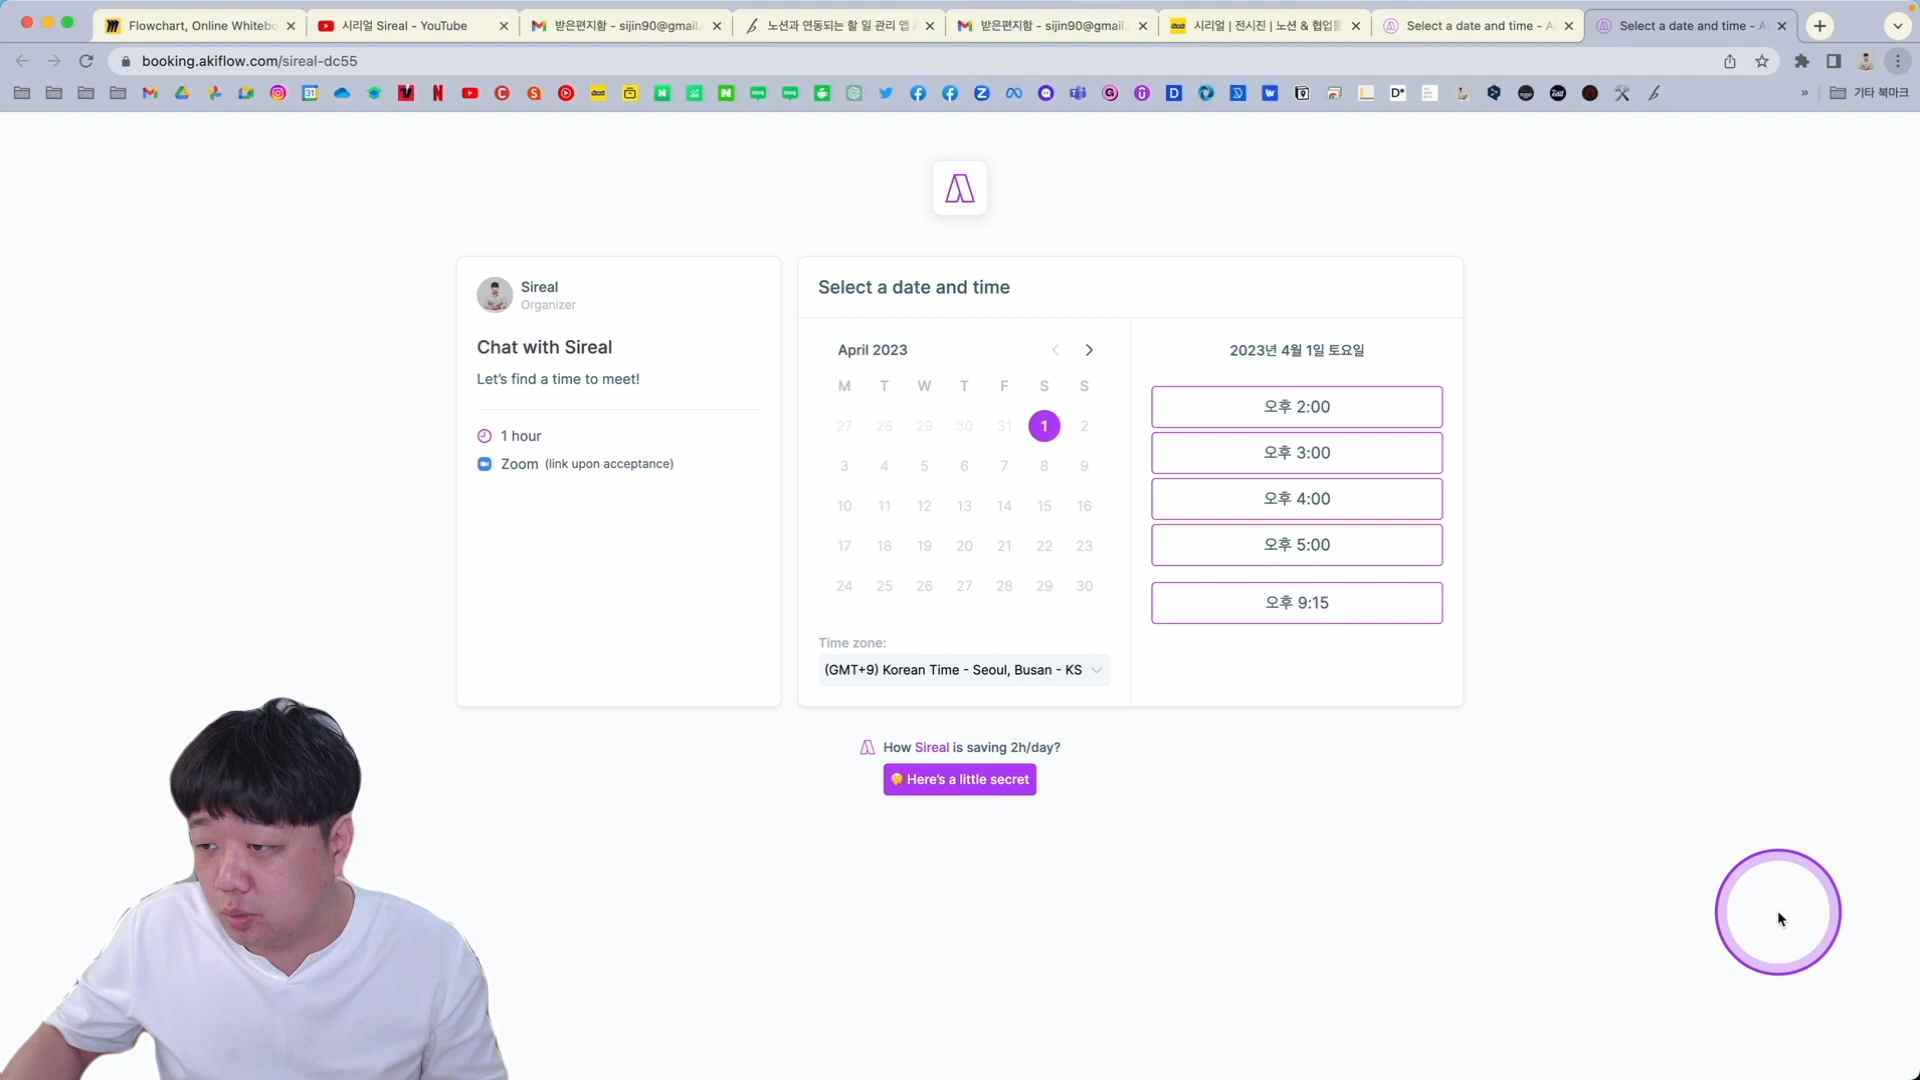 Flowchart, Online Whitebo
시리얼 Sireal - YouTube
받은편지함 - sijin90@gmail.
노션과 연동되는 할 일 관리 앱
받은편지함 - sijin90@gmail.
시리얼 | 전시진 | 노션 & 협업툴
Select a date and time - A
Select a date and time - A
booking.akiflow.com/sireal-dc55
기타 북마크
Sireal
Organizer
Chat with Sireal
Let's find a time to meet!
1 hour
Zoom (link upon acceptance)
Select a date and time
April 2023
M T W T F S S
27 28 29 30 31 1 2
3 4 5 6 7 8 9
10 11 12 13 14 15 16
17 18 19 20 21 22 23
24 25 26 27 28 29 30
Time zone:
(GMT+9) Korean Time - Seoul, Busan - KS
2023년 4월 1일 토요일
오후 2:00
오후 3:00
오후 4:00
오후 5:00
오후 9:15
How Sireal is saving 2h/day?
Here's a little secret